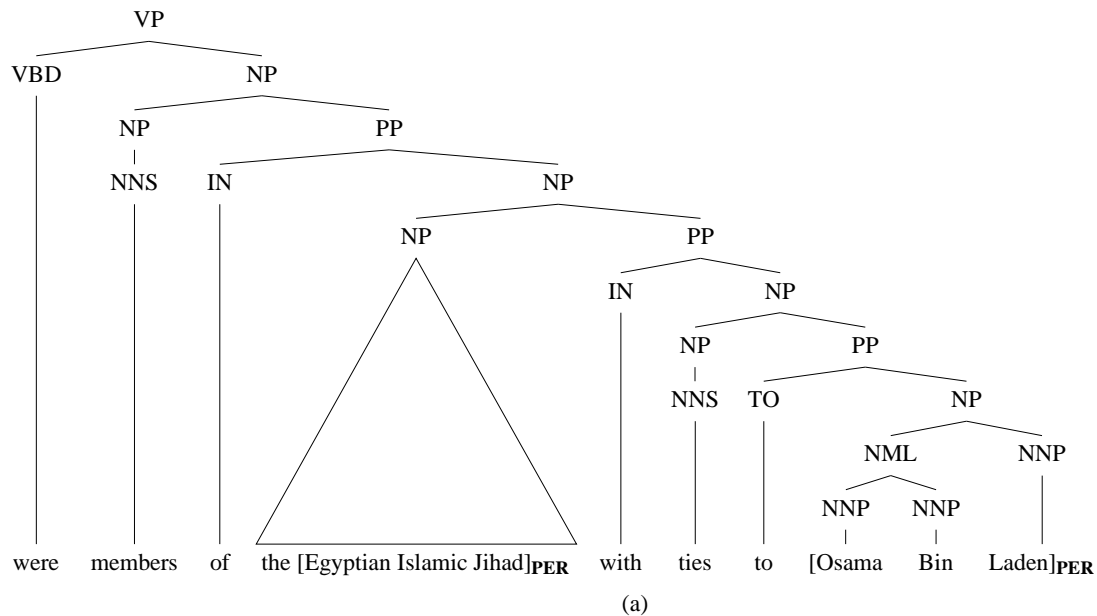 VP
VBD NP
NP PP
NNS IN NP
NP PP
IN NP
NP PP
NNS TO NP
NML NNP
NNP NNP
were members of the [Egyptian Islamic Jihad]PER with ties to [Osama Bin Laden]PER
(a)